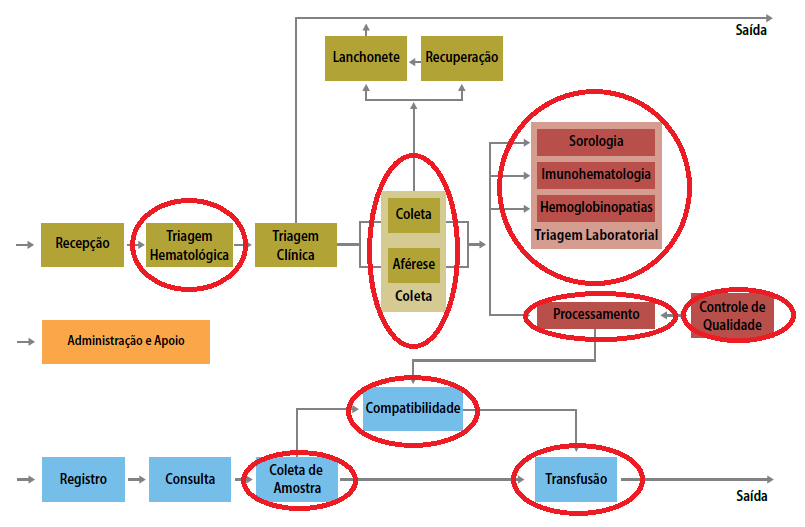 Saída
Lanchonete
Recuperação
Sorologia
Imunohematologia
Hemoglobinopatias
Triagem Laboratorial
Coleta
Aférese
Coleta
Recepção
Triagem
Hematológica
Triagem
Clínica
Processamento
Controle de
Qualidade
Administração e Apoio
Compatibilidade
Registro
Consulta
Coleta de
Amostra
Transfusão
Saída